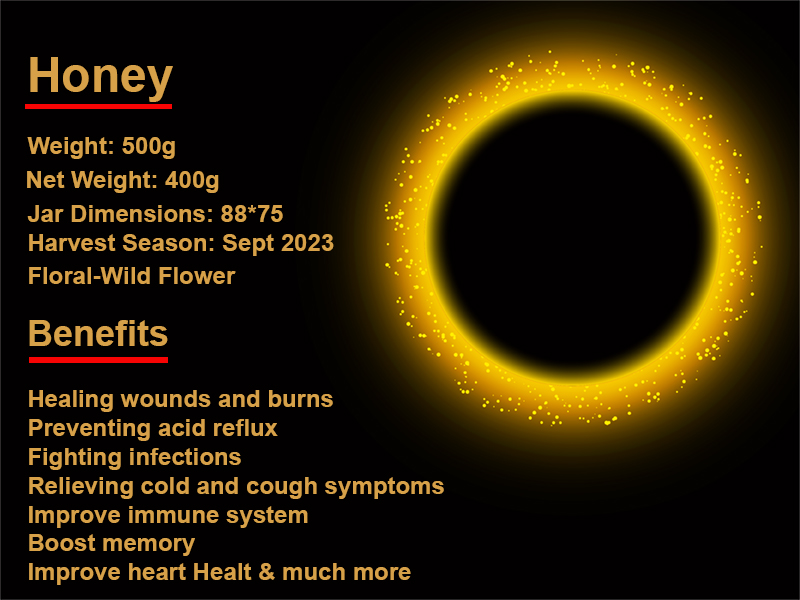 Honey
Weight: 500g
Net Weight: 400g
Jar Dimensions: 88*75
Harvest Season: Sept 2023
Floral-Wild Flower
Benefits
Healing wounds and burns
Preventing acid reflux
Fighting infections
Relieving cold and cough symptoms
Improve immune system
Boost memory
Improve heart Healt & much more